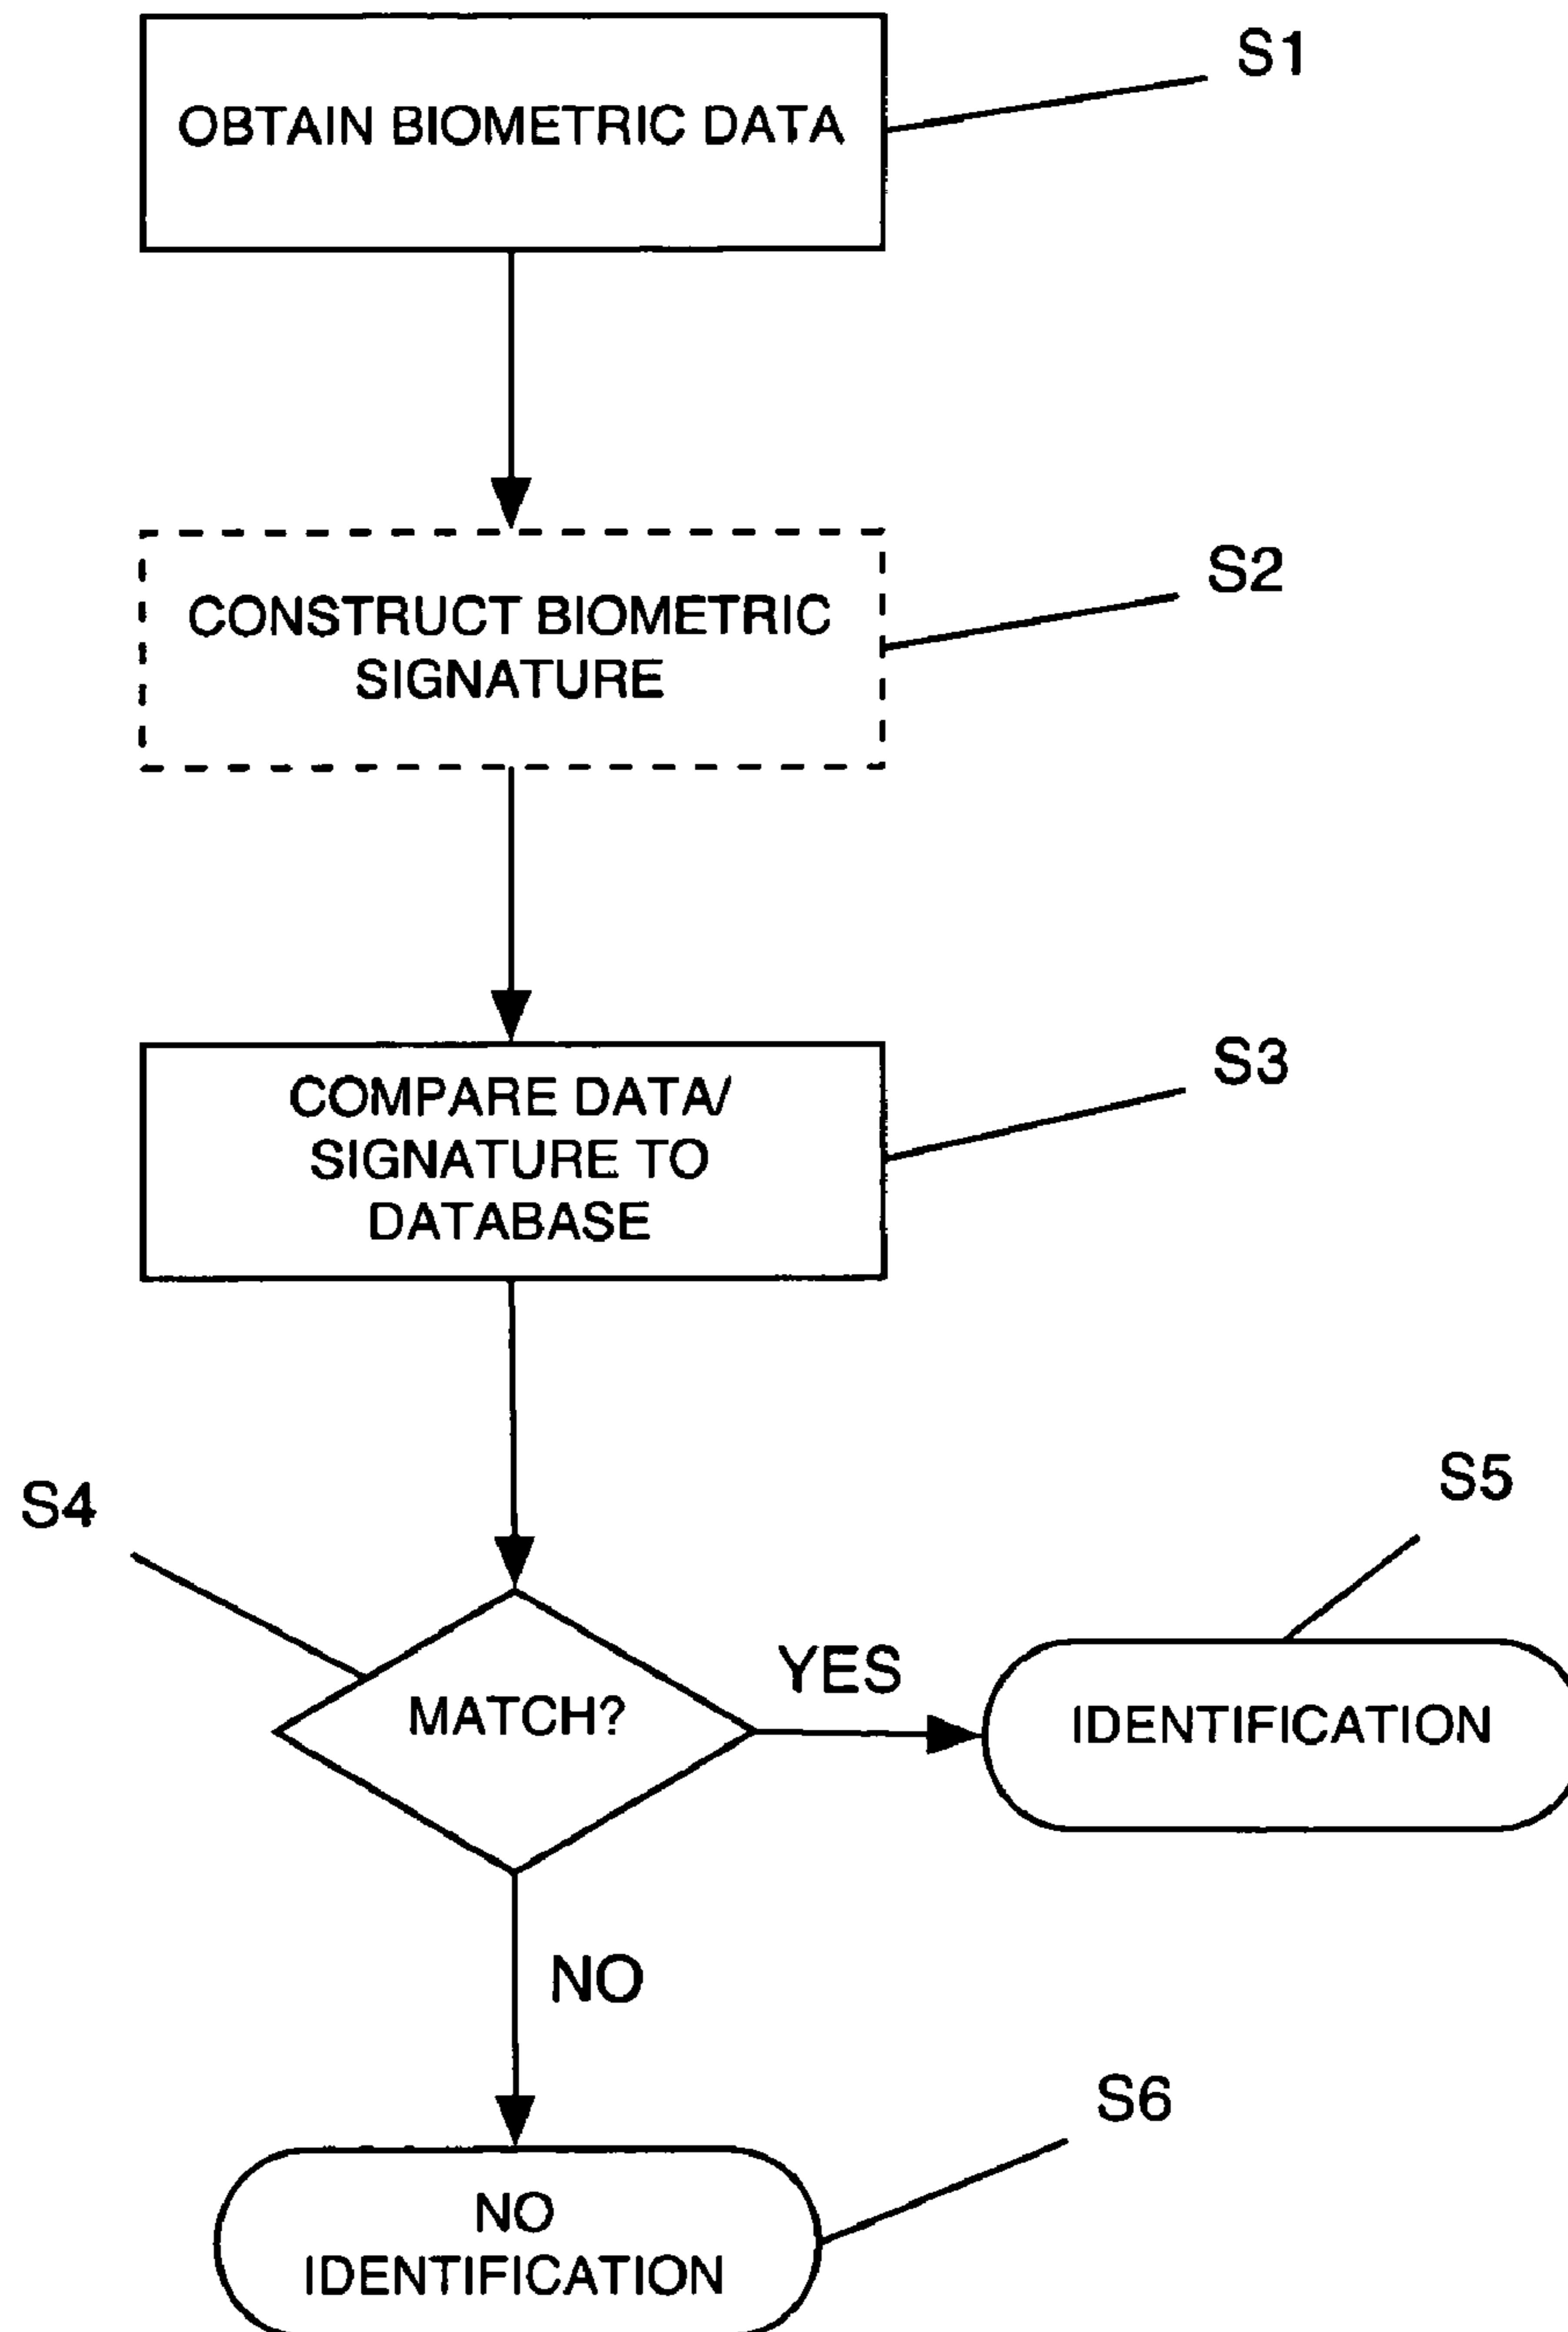 S1
OBTAIN BIOMETRIC DATA
S2
CONSTRUCT BIOMETRIC
SIGNATURE
S3
COMPARE DATA/
SIGNATURE TO
DATABASE
S4
S5
MATCH?
YES
IDENTIFICATION
NO
S6
NO
IDENTIFICATION